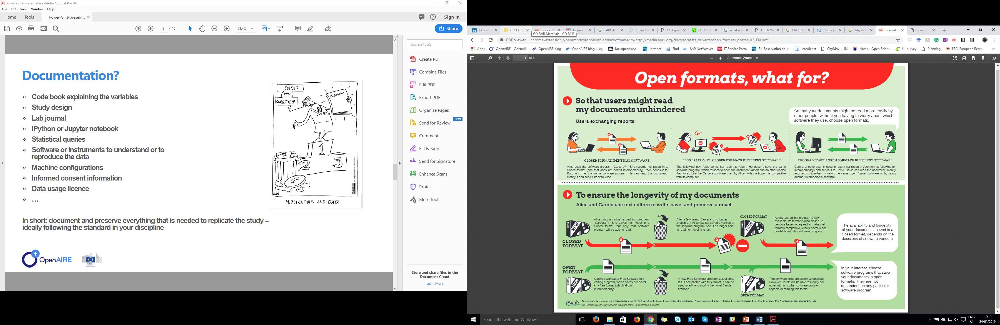 PowerPoint-presentatie - Adobe Acrobat Pro DC
File Edit View Window Help
Home Tools PowerPoint-present... ×
Sign In
9 / 15
71.4%
Share
Documentation?
Code book explaining the variables
Study design
Lab journal
iPython or Jupyter notebook
Statistical queries
Software or instruments to understand or to
reproduce the data
Machine configurations
Informed consent information
Data usage licence
...
In short: document and preserve everything that is needed to replicate the study –
ideally following the standard in your discipline
OpenAIRE
DATA?
UHH
OVER THERE
PUBLICATION
1
2
3
PUBLICATIONS AND DATA
Search tools
Create PDF
Combine Files
Edit PDF
Export PDF
Organize Pages
NEW
Send for Review
Comment
Fill & Sign
Send for Signature
Enhance Scans
Protect
More Tools
Store and share files in the
Document Cloud
Learn More
FAIR Dda GO FAIR gofair_fo Courser T FAIR data Open Co EC Exper [1511.02 what is f LIBER W FAIR dat Home | r why use Format o open_for
GO FAIR Materials - GO FAIR
PDF Viewer | chrome-extension://oemmndcbldboiebfnladdacbdfmadadm/http://media.april.org/docs/formats_ouverts/open_formats_poster_A3_EN.pdf
Apps OpenAIRE - OpenAIR OpenAIRE blog OpenAIRE blog ‹ Log Box.openaire.eu Intranet Fiori SAP NetWeaver IT Service Portal SIL Réservation de sa Infodienst CityMov - UNI Home - Open Scienc UL survey Planning ERC: European Resea »
1 of 1
Automatic Zoom
Open formats, what for?
So that users might read
my documents unhindered
Users exchanging reports.
So that your documents might be read more easily by
other people, without you having to worry about which
software they use, choose open formats.
CLOSED FORMAT, IDENTICAL SOFTWARE
Alice uses the software program "Carcera(1)." She records her report in a
closed format (one that does not permit interoperability), then sends it to
Bob, who has the same software program. He can read the document,
modify it and send it back to Alice.
PROGRAMS WITH CLOSED FORMATS, DIFFERENT SOFTWARE
The following day, Alice sends her report to Albert. He doesn't have the same
software program, which refuses to open the document. Albert has no other choice
than to acquire the Carcera software used by Alice, with the hope it is compatible
with its computer.
PROGRAMS WITH OPEN FORMATS, DIFFERENT SOFTWARE
Carole, another user, choses to record her report in open format (allowing for
interoperability) and sends it to David. David can read the document, modify
and record it, either by using the same open format software or by using
another interoperable software.
To ensure the longevity of my documents
Alice and Carole use text editors to write, save, and preserve a novel.
NEW
Alice buys an initial text-editing program,
"Carcera(1)." She saves her novel in a
closed format that only that software
program will be able to read.
After a few years, Carcera is no longer
available. If Alice has not saved a version of
the software program, she is no longer able
to read her novel. It is lost.
CLOSED FORMAT
NEW
A new text-editing program is now
available. Its format is also closed. If
vendors have not agreed to make their
formats compatible, Alice's novel is not
readable with this software program.
The availability and longevity
of your documents, saved in a
closed format, depends on the
decisions of software vendors.
CLOSED
FORMAT
OPEN
FORMAT
NEW
Carole download a Free Software text-
editing program, which saves her novel
in a free format (which allows
interoperability).
A new Free Software program is available.
If it is compatible with this format, it can be
used to edit and modify the novel Carole
archived.
NEW
OPEN FORMAT
This software program becomes obsolete.
However Carole will be able to modify her
novel with any other software program
capable or reading this format.
In your interest, choose
software programs that save
your documents in open
formats. They are not
dependent on any particular
software program.
April
To learn more, go to www.april.org. Documented created by April using Free Software. Design: Antoine Bardelli. License: Free Art License 1.3 or later / Creative Commons Attribution-ShareAlike 2.0 or later / GNU Free Documentation License 1.3 or later.
(1) Ficticious proprietary software program name, for illustration purposes.
Search the web and Windows
ENG
SF
18:10
24/01/2019